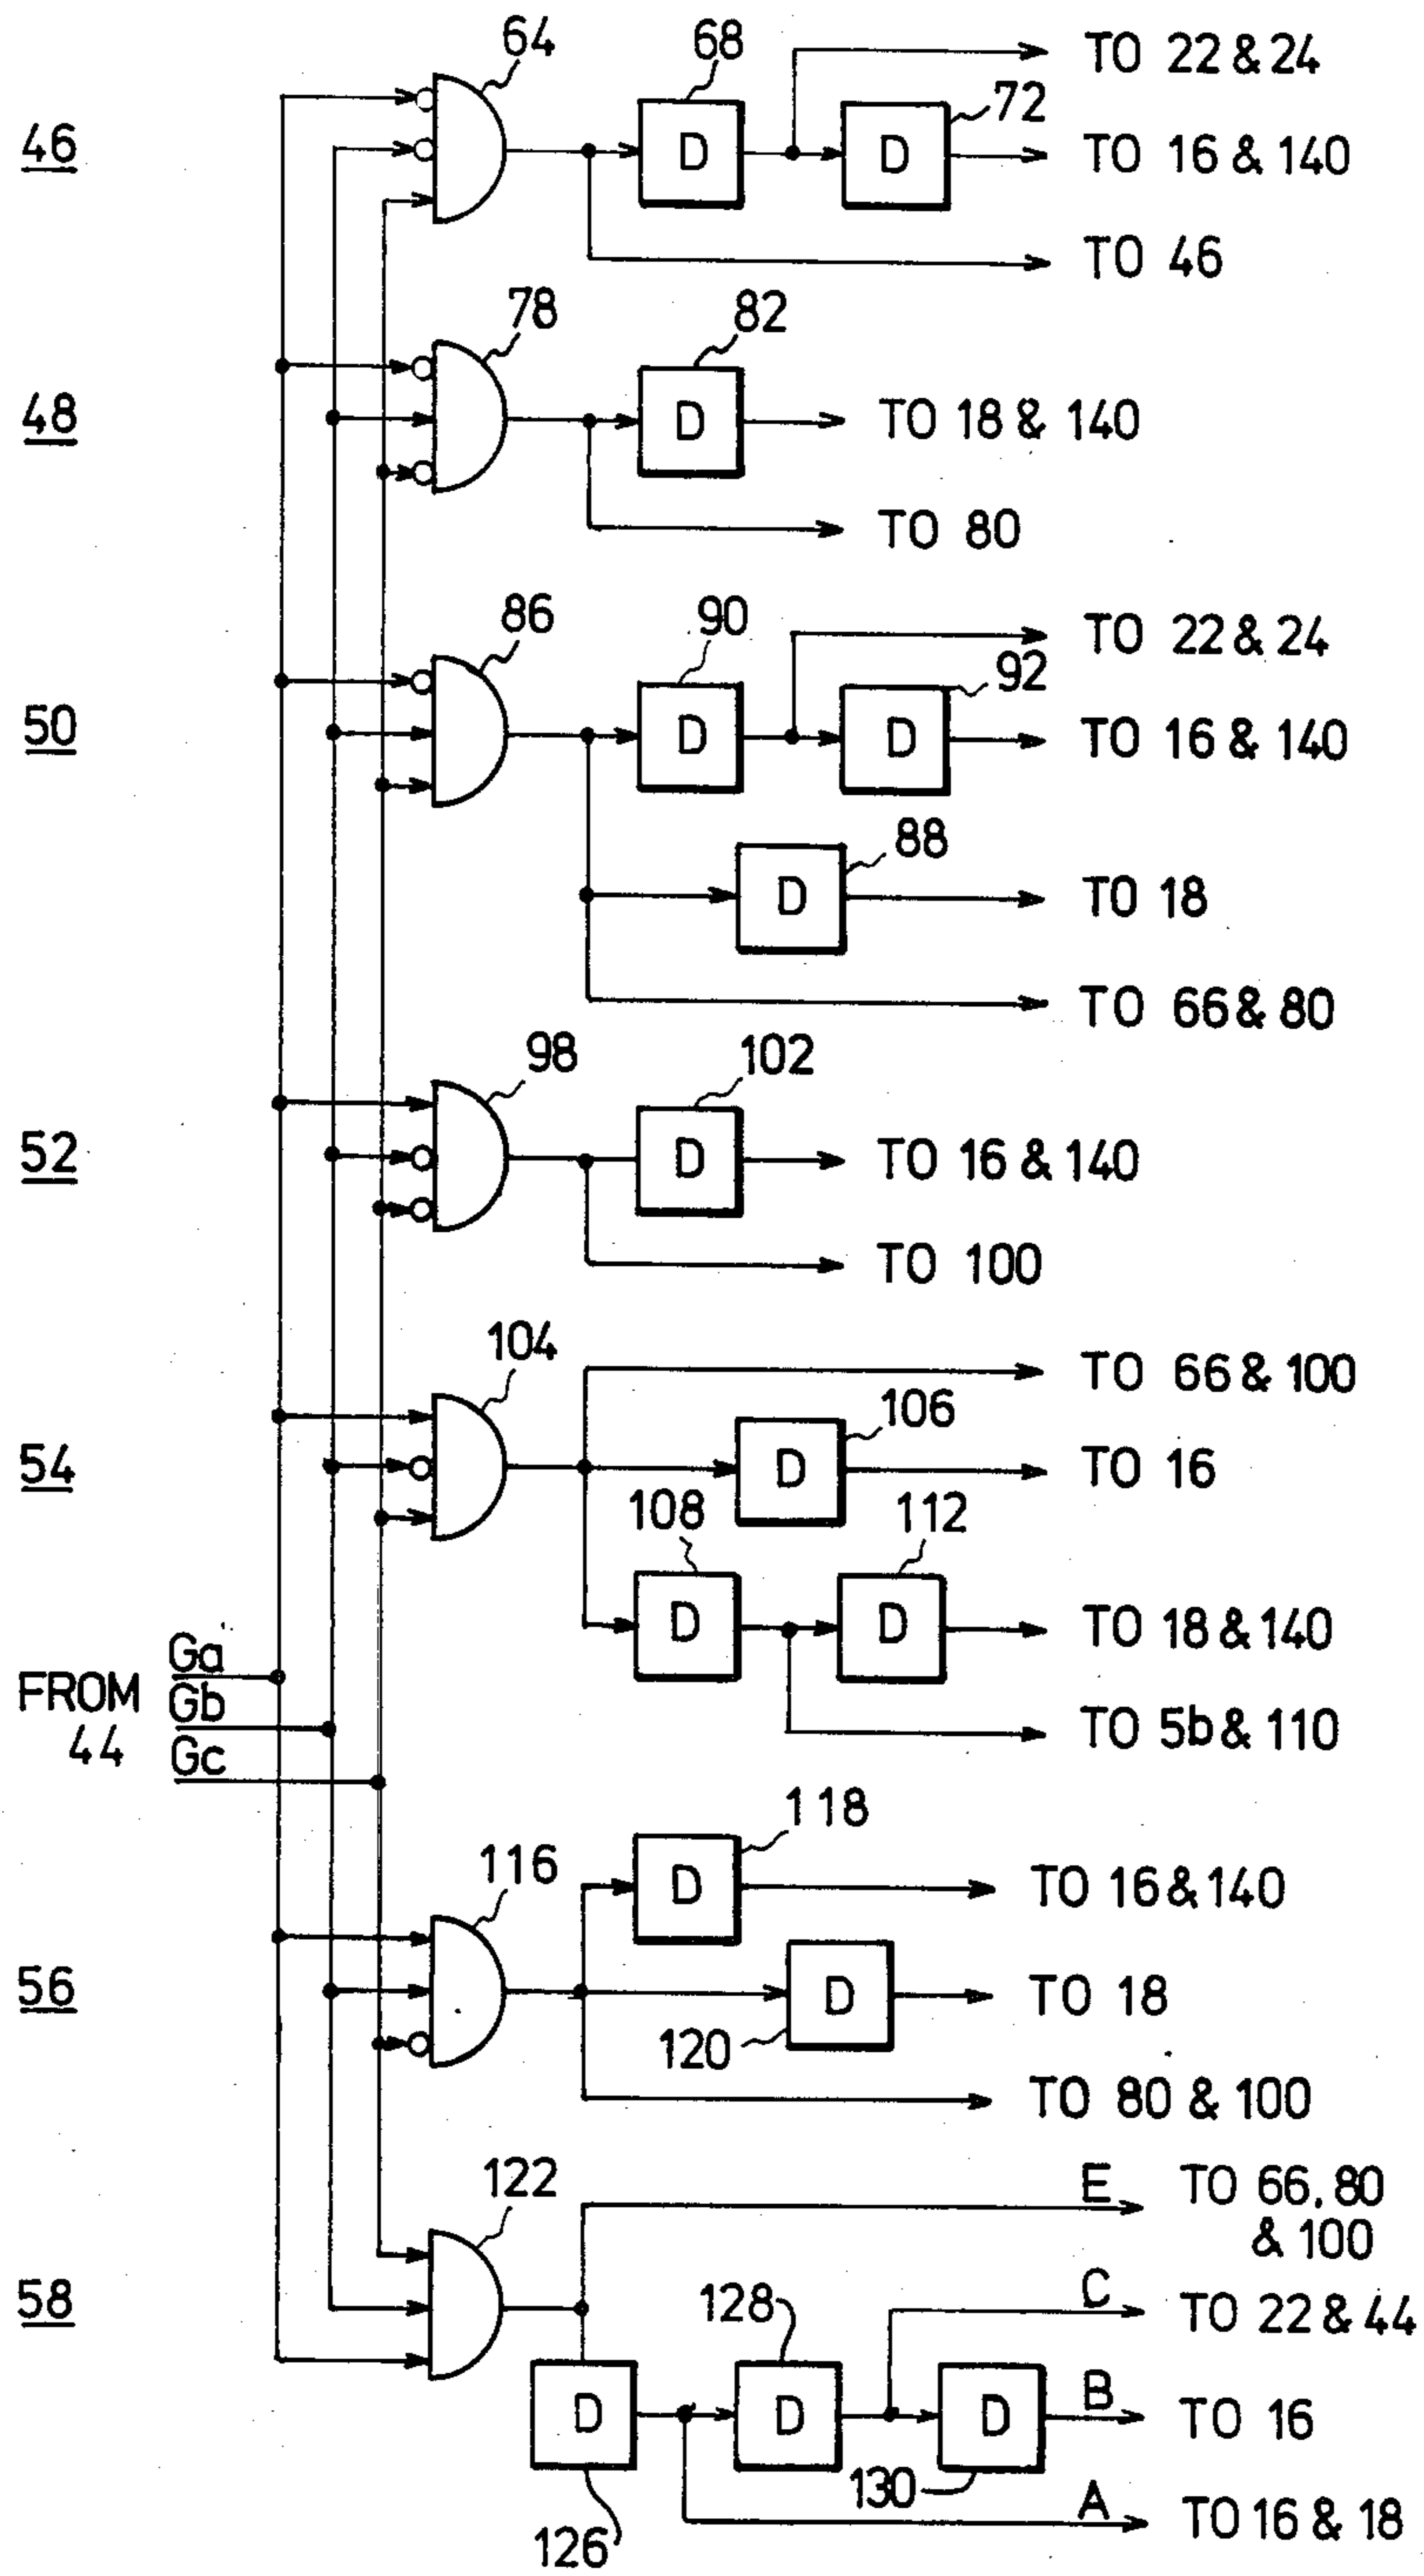 64
68
TO 22 & 24
72
46
D
D
TO 16 & 140
TO 46
78
82
48
D
TO 18 & 140
TO 80
86
90
TO 22 & 24
92
50
D
D
TO 16 & 140
88
D
TO 18
TO 66 & 80
98
102
52
D
TO 16 & 140
TO 100
104
TO 66 & 100
106
54
D
TO 16
108
112
D
D
TO 18 & 140
Ga
FROM
44
Gb
TO 5b & 110
Gc
118
116
D
TO 16 & 140
56
D
TO 18
120
TO 80 & 100
122
E
TO 66, 80
& 100
58
128
C
TO 22 & 44
D
D
D
B
TO 16
130
A
TO 16 & 18
126